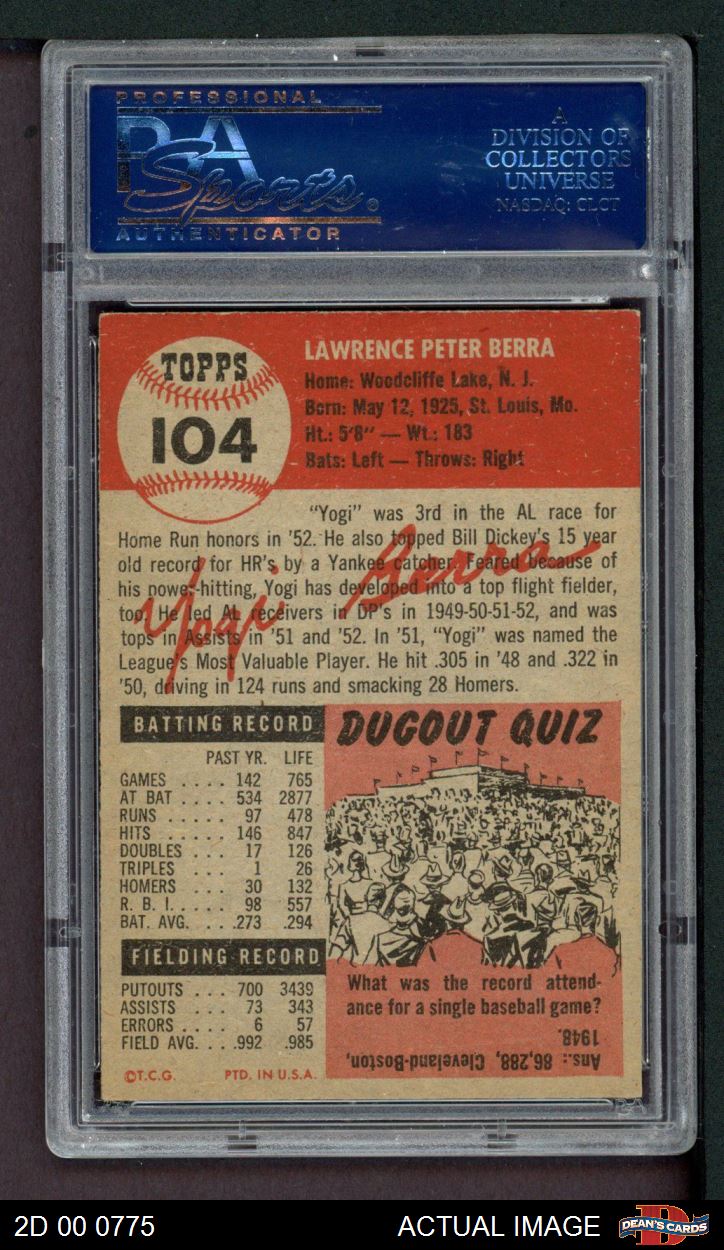 PROFESSIONAL
PSA
Sports®
AUTHENTICATOR
A
DIVISION OF
COLLECTORS
UNIVERSE
NASDAQ: CLCT
TOPPS
104
LAWRENCE PETER BERRA
Home: Woodcliffe Lake, N. J.
Born: May 12, 1925, St. Louis, Mo.
Ht.: 5'8" — Wt.: 183
Bats: Left — Throws: Right
"Yogi" was 3rd in the AL race for
Home Run honors in '52. He also topped Bill Dickey's 15 year
old record for HR's by a Yankee catcher. Feared because of
his power-hitting, Yogi has developed into a top flight fielder,
too. He led AL receivers in DP's in 1949-50-51-52, and was
tops in Assists in '51 and '52. In '51, "Yogi" was named the
League's Most Valuable Player. He hit .305 in '48 and .322 in
'50, driving in 124 runs and smacking 28 Homers.
Yogi Berra
BATTING RECORD
PAST YR. LIFE
GAMES .... 142 765
AT BAT .... 534 2877
RUNS ..... 97 478
HITS ..... 146 847
DOUBLES ... 17 126
TRIPLES ... 1 26
HOMERS ... 30 132
R. B. I. .... 98 557
BAT. AVG. ... .273 .294
FIELDING RECORD
PUTOUTS ... 700 3439
ASSISTS ... 73 343
ERRORS .... 6 57
FIELD AVG. ... .992 .985
©T.C.G. PTD. IN U.S.A.
DUGOUT QUIZ
What was the record attend-
ance for a single baseball game?
Ans.: 86,288, Cleveland-Boston,
1948.
2D 00 0775
ACTUAL IMAGE
DEAN'S CARDS